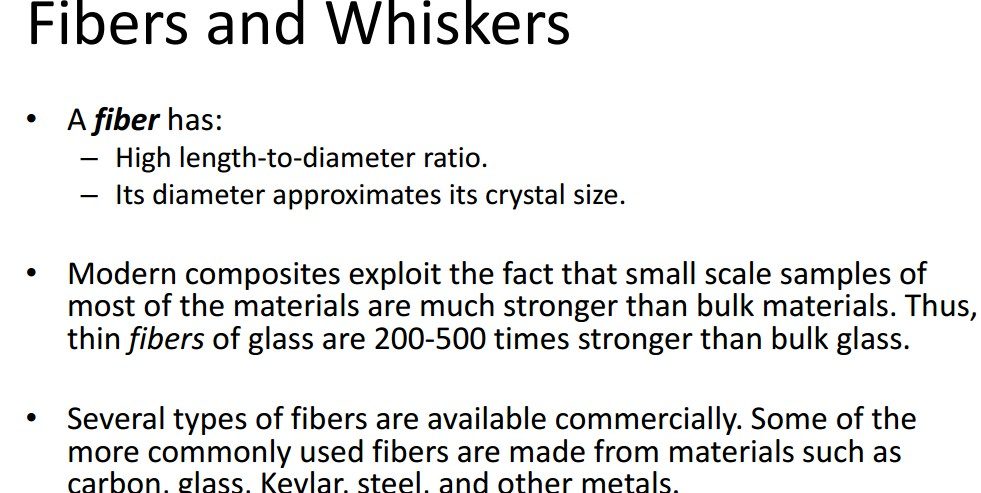 Fibers and Whiskers
• A fiber has:
– High length-to-diameter ratio.
– Its diameter approximates its crystal size.
• Modern composites exploit the fact that small scale samples of
most of the materials are much stronger than bulk materials. Thus,
thin fibers of glass are 200-500 times stronger than bulk glass.
• Several types of fibers are available commercially. Some of the
more commonly used fibers are made from materials such as
carbon, glass, Kevlar, steel, and other metals.